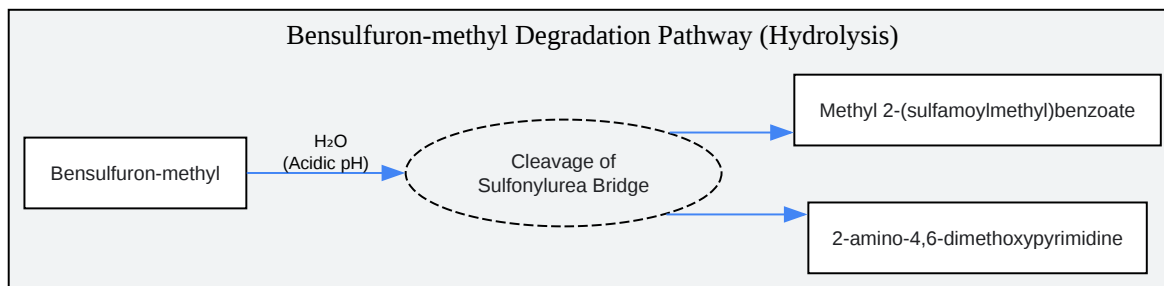 Bensulfuron-methyl Degradation Pathway (Hydrolysis)
Bensulfuron-methyl
H₂O
(Acidic pH)
Cleavage of
Sulfonylurea Bridge
Methyl 2-(sulfamoylmethyl)benzoate
2-amino-4,6-dimethoxypyrimidine